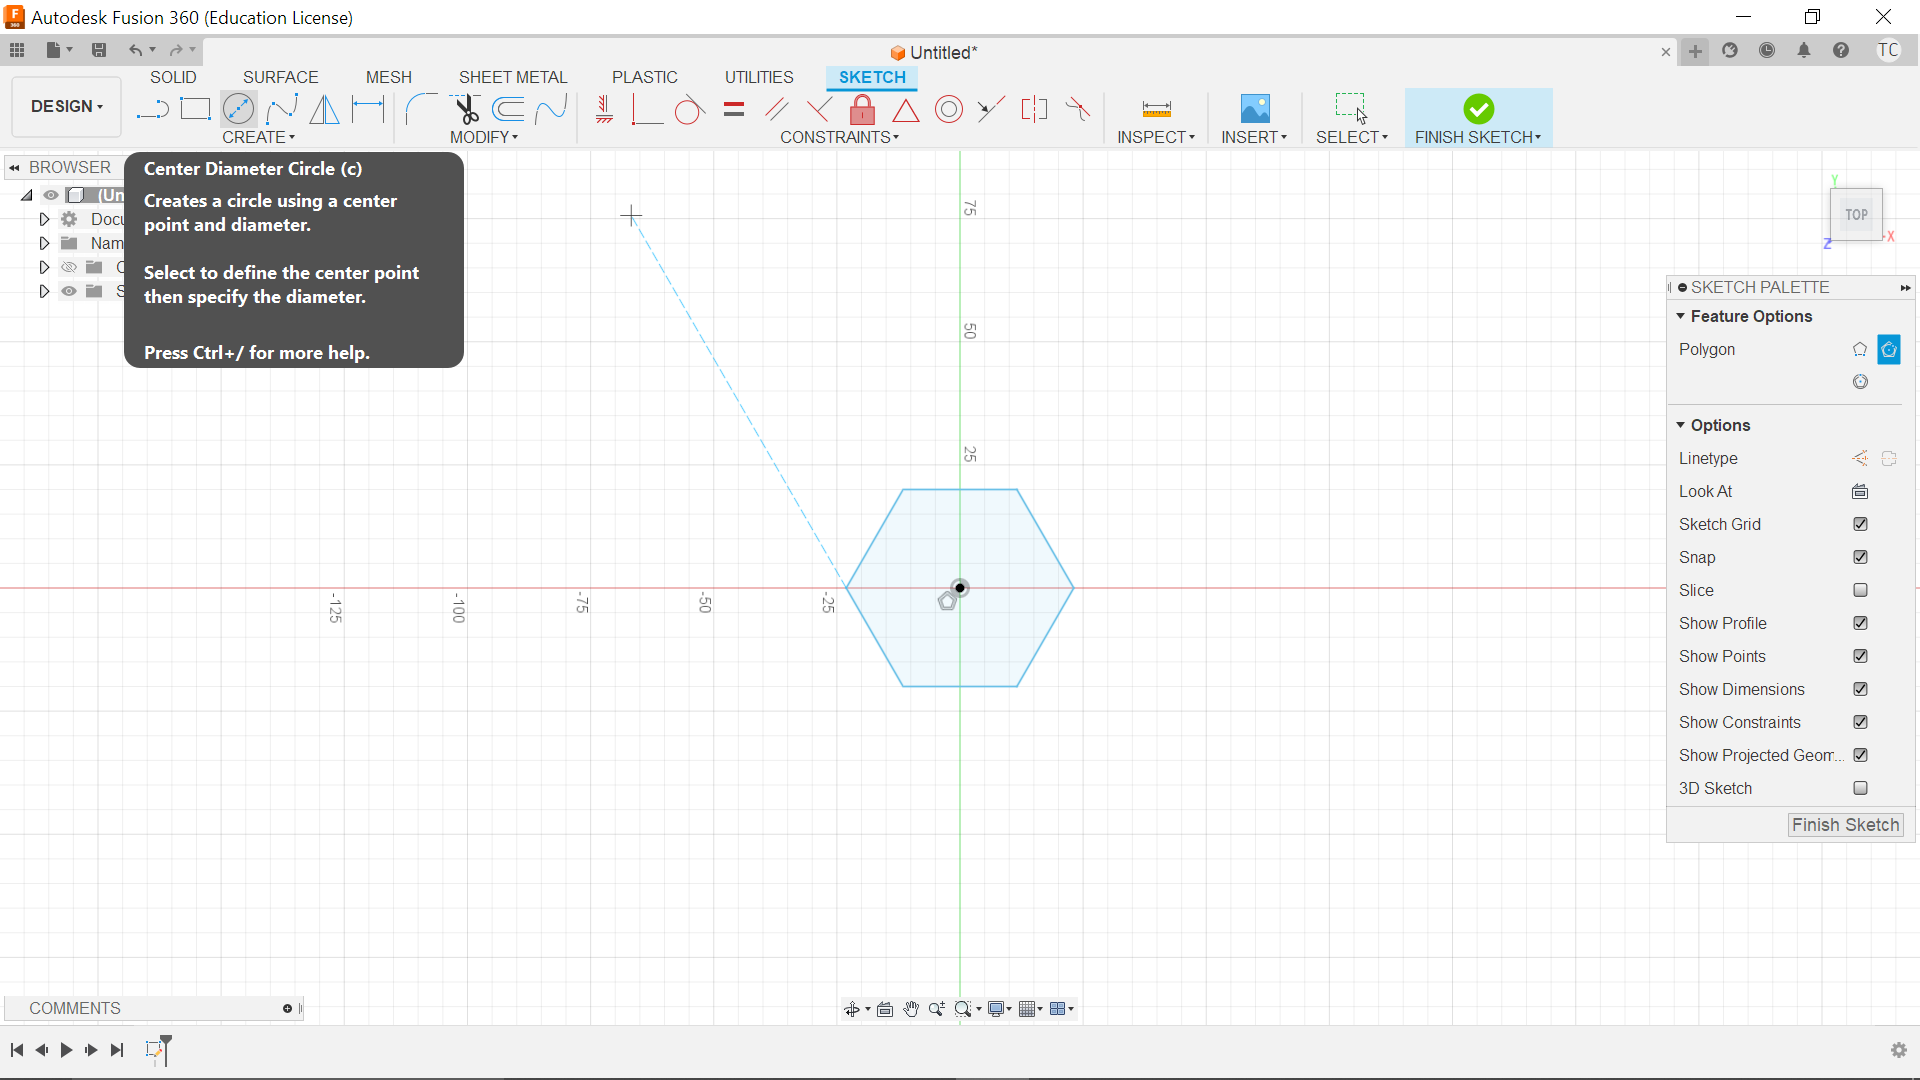 Autodesk Fusion 360 (Education License)
Untitled*
TC
SOLID SURFACE MESH SHEET METAL PLASTIC UTILITIES SKETCH
DESIGN
CREATE MODIFY CONSTRAINTS INSPECT INSERT SELECT FINISH SKETCH
BROWSER
(Un
Docu
Nam
C
S
Center Diameter Circle (c)
Creates a circle using a center
point and diameter.
Select to define the center point
then specify the diameter.
Press Ctrl+/ for more help.
75
50
25
-125 -100 -75 -50 -25
Y
TOP
Z
-X
SKETCH PALETTE
Feature Options
Polygon
Options
Linetype
Look At
Sketch Grid
Snap
Slice
Show Profile
Show Points
Show Dimensions
Show Constraints
Show Projected Geom...
3D Sketch
Finish Sketch
COMMENTS